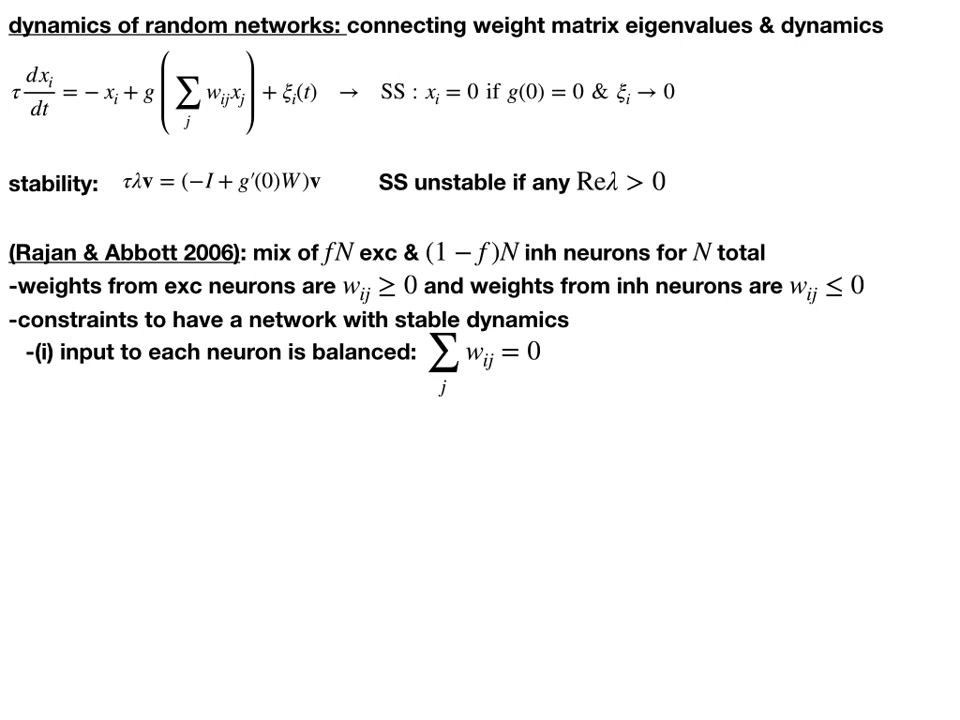 dynamics of random networks: connecting weight matrix eigenvalues & dynamics
τ dx_i/dt = − x_i + g ( ∑_j w_ij x_j ) + ξ_i(t) → SS : x_i = 0 if g(0) = 0 & ξ_i → 0
stability: τλv = (−I + g′(0)W)v SS unstable if any Reλ > 0
(Rajan & Abbott 2006): mix of fN exc & (1 − f)N inh neurons for N total
-weights from exc neurons are w_ij ≥ 0 and weights from inh neurons are w_ij ≤ 0
-constraints to have a network with stable dynamics
-(i) input to each neuron is balanced: ∑_j w_ij = 0